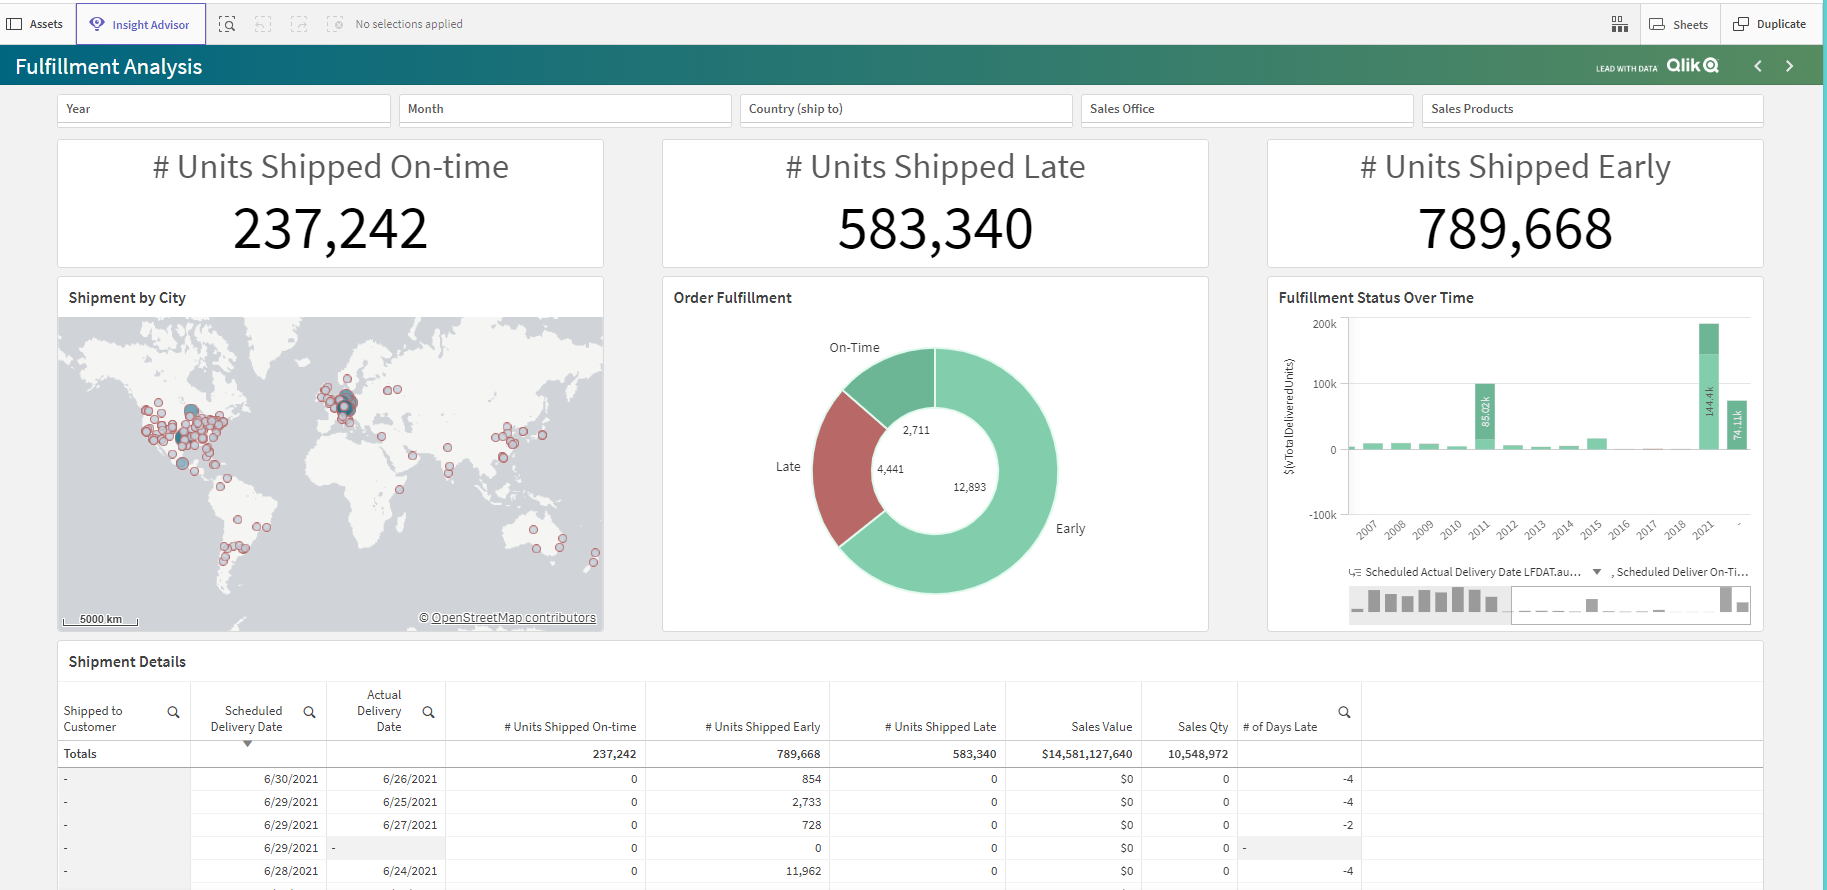 Assets
Insight Advisor
No selections applied
Sheets
Duplicate
Fulfillment Analysis
LEAD WITH DATA Qlik
Year
Month
Country (ship to)
Sales Office
Sales Products
# Units Shipped On-time
237,242
# Units Shipped Late
583,340
# Units Shipped Early
789,668
Shipment by City
5000 km
© OpenStreetMap contributors
Order Fulfillment
On-Time
2,711
Late
4,441
12,893
Early
Fulfillment Status Over Time
$(vTotalDeliveredUnits)
200k
100k
0
-100k
85.02k
144.4k
74.11k
2007 2008 2009 2010 2011 2012 2013 2014 2015 2016 2017 2018 2021 -
Scheduled Actual Delivery Date LFDAT.au... , Scheduled Deliver On-Ti...
Shipment Details
Shipped to Customer
Scheduled Delivery Date
Actual Delivery Date
# Units Shipped On-time
# Units Shipped Early
# Units Shipped Late
Sales Value
Sales Qty
# of Days Late
Totals 237,242 789,668 583,340 $14,581,127,640 10,548,972
- 6/30/2021 6/26/2021 0 854 0 $0 0 -4
- 6/29/2021 6/25/2021 0 2,733 0 $0 0 -4
- 6/29/2021 6/27/2021 0 728 0 $0 0 -2
- 6/29/2021 - 0 0 0 $0 0 -
- 6/28/2021 6/24/2021 0 11,962 0 $0 0 -4